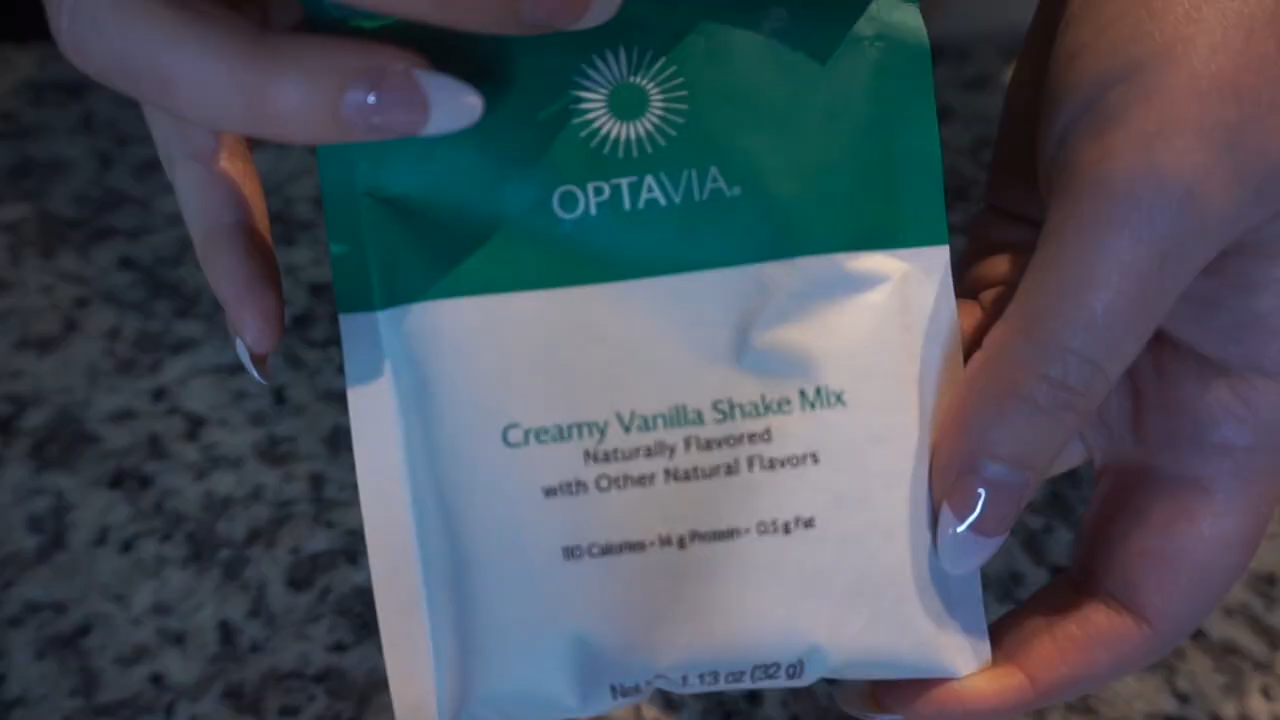 OPTAVIA®
Creamy Vanilla Shake Mix
Naturally Flavored
with Other Natural Flavors
110 Calories • 14 g Protein • 0.5 g Fat
Net 1.13 oz (32 g)